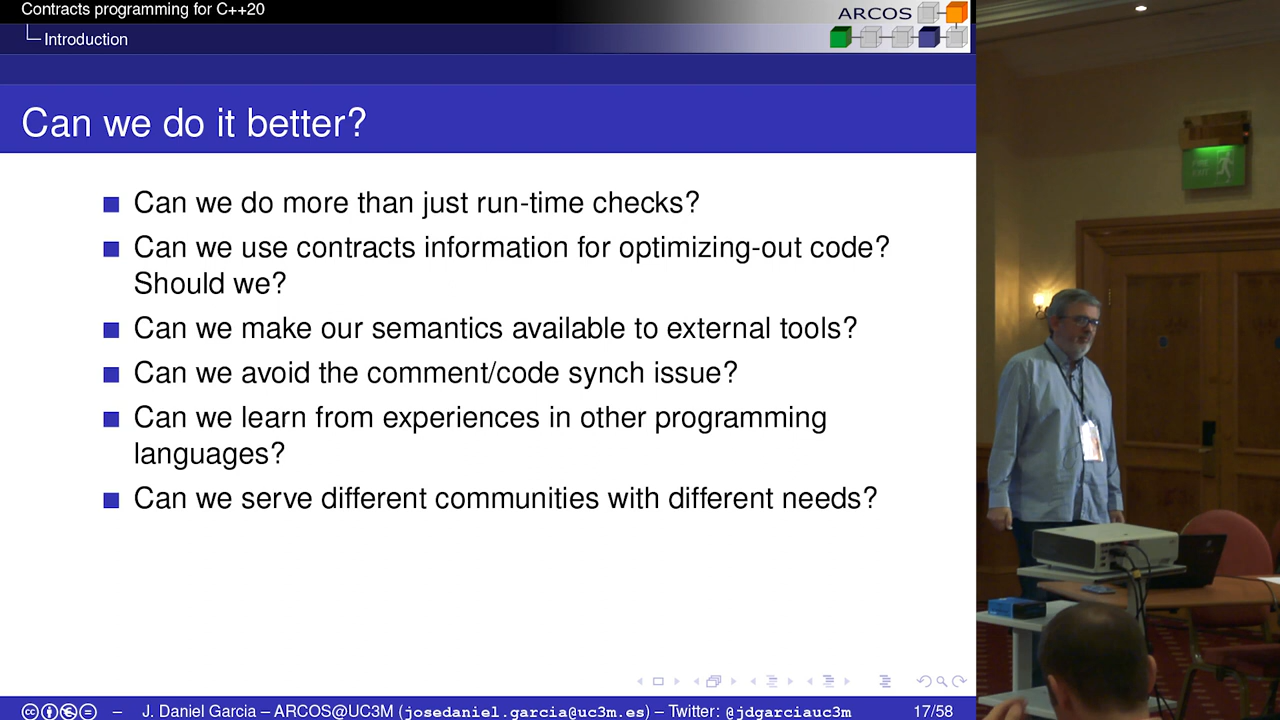 Contracts programming for C++20
Introduction
ARCOS
Can we do it better?
Can we do more than just run-time checks?
Can we use contracts information for optimizing-out code?
Should we?
Can we make our semantics available to external tools?
Can we avoid the comment/code synch issue?
Can we learn from experiences in other programming
languages?
Can we serve different communities with different needs?
FIRE EXIT
cc – J. Daniel Garcia – ARCOS@UC3M (josedaniel.garcia@uc3m.es) – Twitter: @jdgarciauc3m 17/58